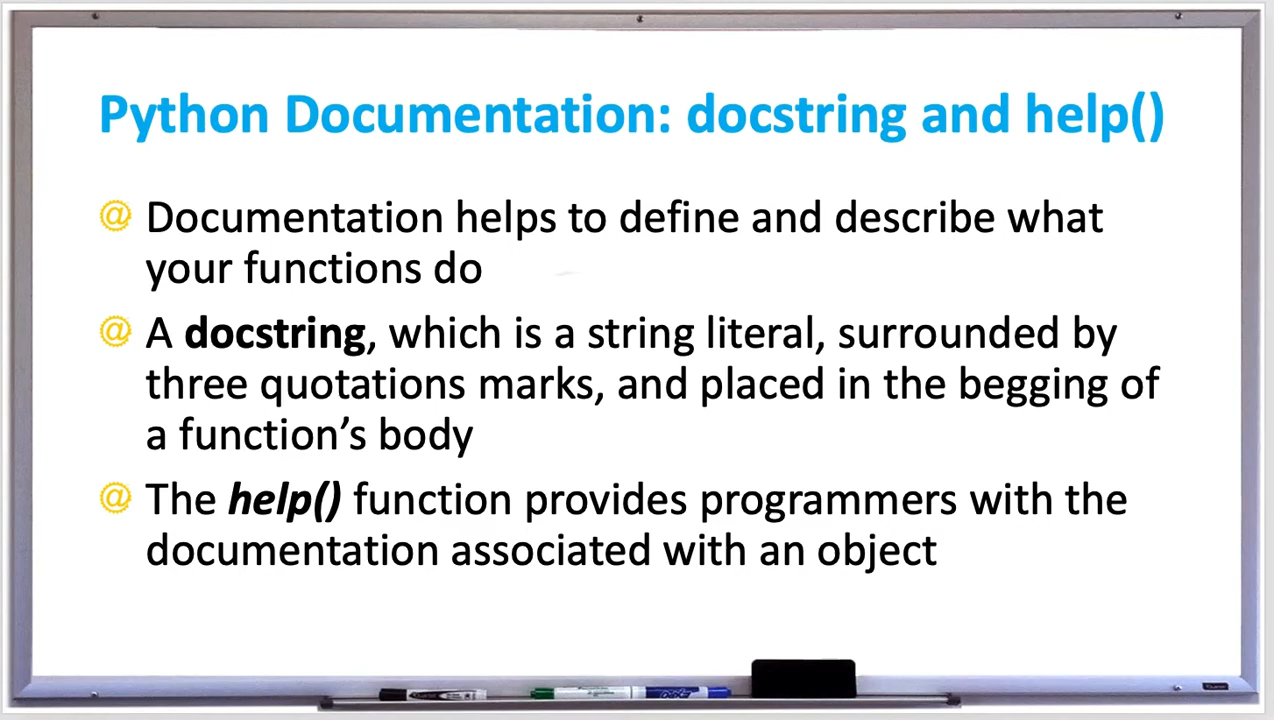 Python Documentation: docstring and help()
@ Documentation helps to define and describe what
your functions do
@ A docstring, which is a string literal, surrounded by
three quotations marks, and placed in the begging of
a function's body
@ The help() function provides programmers with the
documentation associated with an object